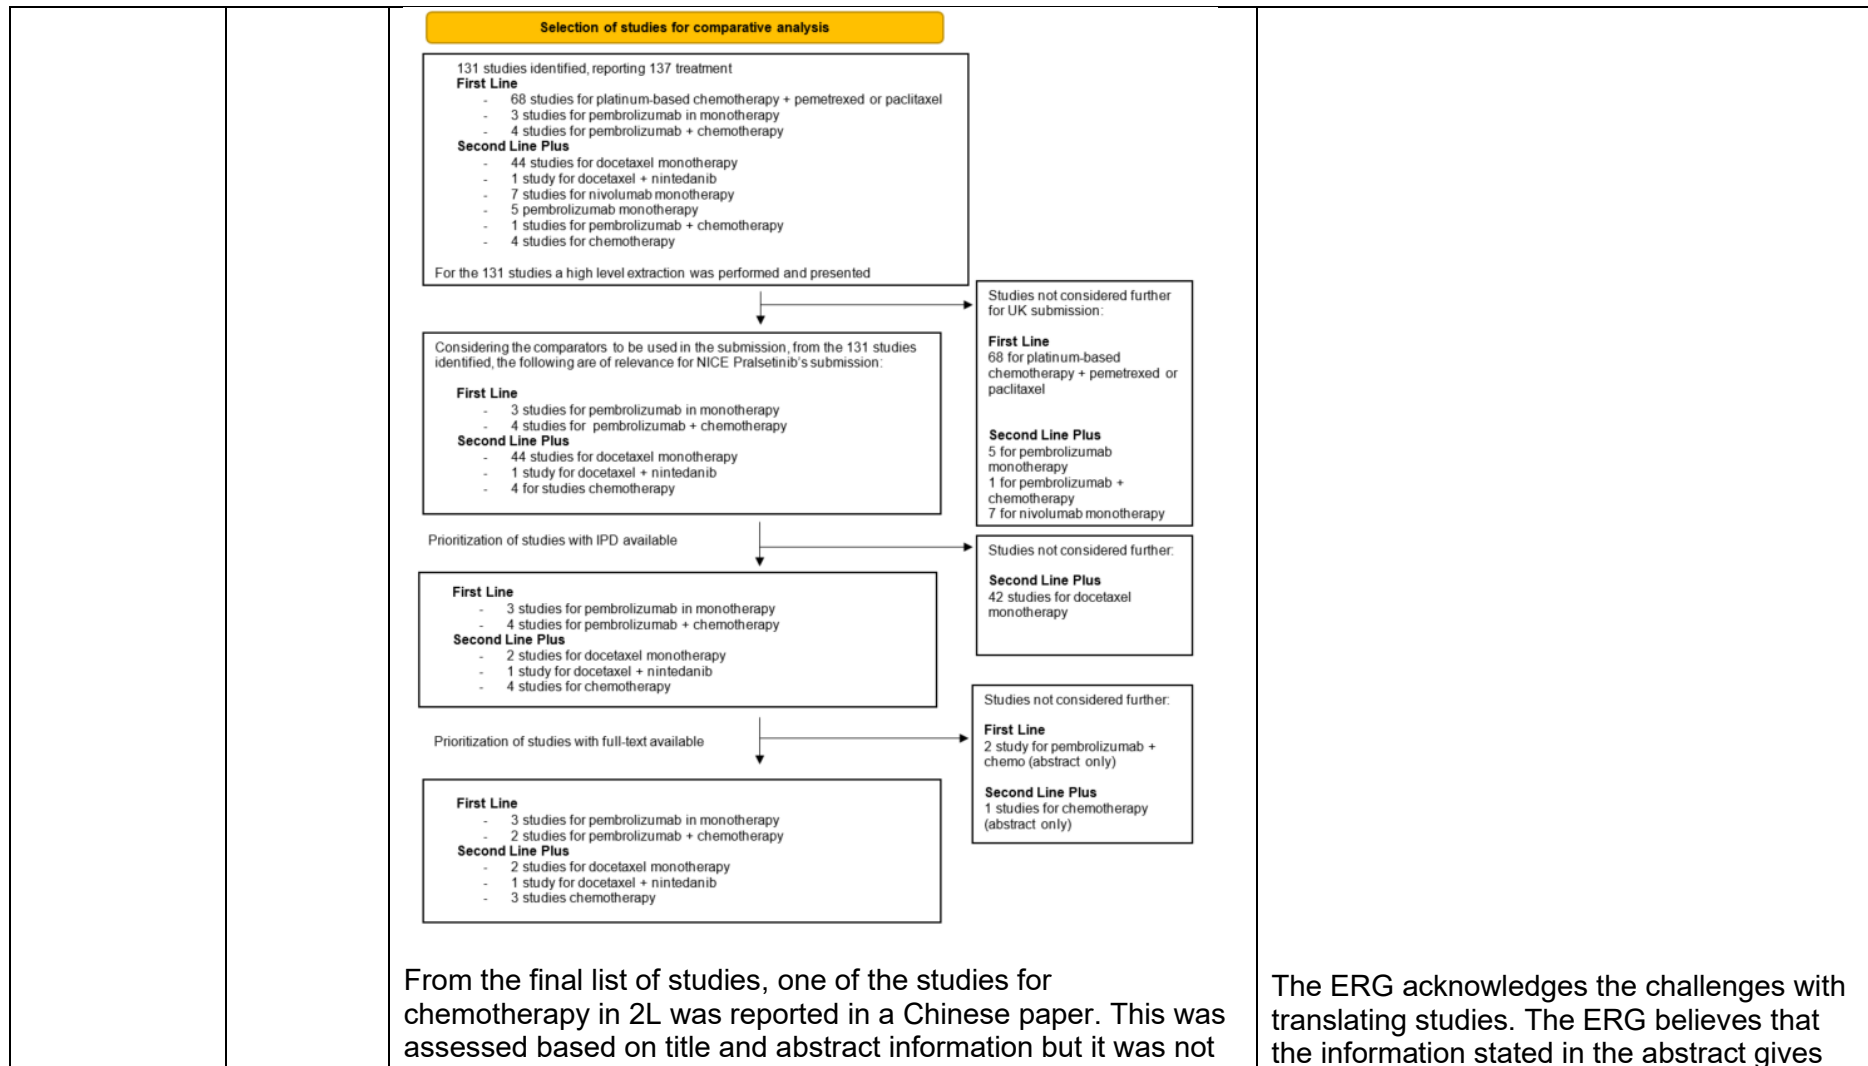 Selection of studies for comparative analysis
131 studies identified, reporting 137 treatment
First Line
- 68 studies for platinum-based chemotherapy + pemetrexed or paclitaxel
- 3 studies for pembrolizumab in monotherapy
- 4 studies for pembrolizumab + chemotherapy
Second Line Plus
- 44 studies for docetaxel monotherapy
- 1 study for docetaxel + nintedanib
- 7 studies for nivolumab monotherapy
- 5 pembrolizumab monotherapy
- 1 studies for pembrolizumab + chemotherapy
- 4 studies for chemotherapy
For the 131 studies a high level extraction was performed and presented
Studies not considered further
for UK submission:
First Line
68 for platinum-based
chemotherapy + pemetrexed or
paclitaxel
Second Line Plus
5 for pembrolizumab
monotherapy
1 for pembrolizumab +
chemotherapy
7 for nivolumab monotherapy
Considering the comparators to be used in the submission, from the 131 studies
identified, the following are of relevance for NICE Pralsetinib's submission:
First Line
- 3 studies for pembrolizumab in monotherapy
- 4 studies for pembrolizumab + chemotherapy
Second Line Plus
- 44 studies for docetaxel monotherapy
- 1 study for docetaxel + nintedanib
- 4 for studies chemotherapy
Prioritization of studies with IPD available
Studies not considered further:
Second Line Plus
42 studies for docetaxel
monotherapy
First Line
- 3 studies for pembrolizumab in monotherapy
- 4 studies for pembrolizumab + chemotherapy
Second Line Plus
- 2 studies for docetaxel monotherapy
- 1 study for docetaxel + nintedanib
- 4 studies for chemotherapy
Prioritization of studies with full-text available
Studies not considered further:
First Line
2 study for pembrolizumab +
chemo (abstract only)
Second Line Plus
1 studies for chemotherapy
(abstract only)
First Line
- 3 studies for pembrolizumab in monotherapy
- 2 studies for pembrolizumab + chemotherapy
Second Line Plus
- 2 studies for docetaxel monotherapy
- 1 study for docetaxel + nintedanib
- 3 studies chemotherapy
From the final list of studies, one of the studies for
chemotherapy in 2L was reported in a Chinese paper. This was
assessed based on title and abstract information but it was not
The ERG acknowledges the challenges with
translating studies. The ERG believes that
the information stated in the abstract gives